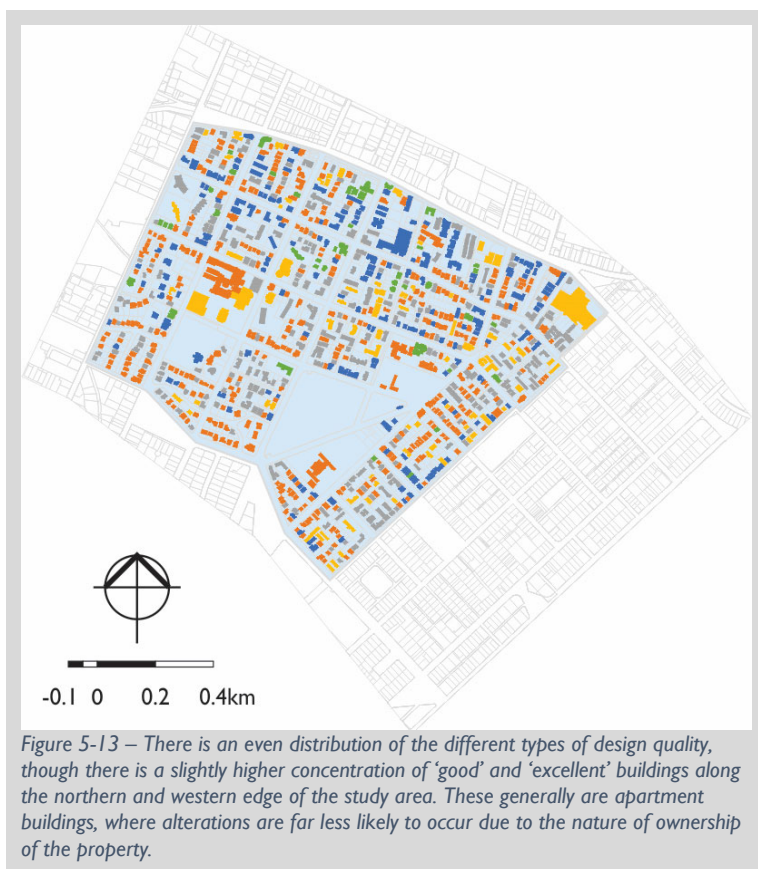 -0.1 0 0.2 0.4km
Figure 5-13 – There is an even distribution of the different types of design quality,
though there is a slightly higher concentration of ‘good’ and ‘excellent’ buildings along
the northern and western edge of the study area. These generally are apartment
buildings, where alterations are far less likely to occur due to the nature of ownership
of the property.